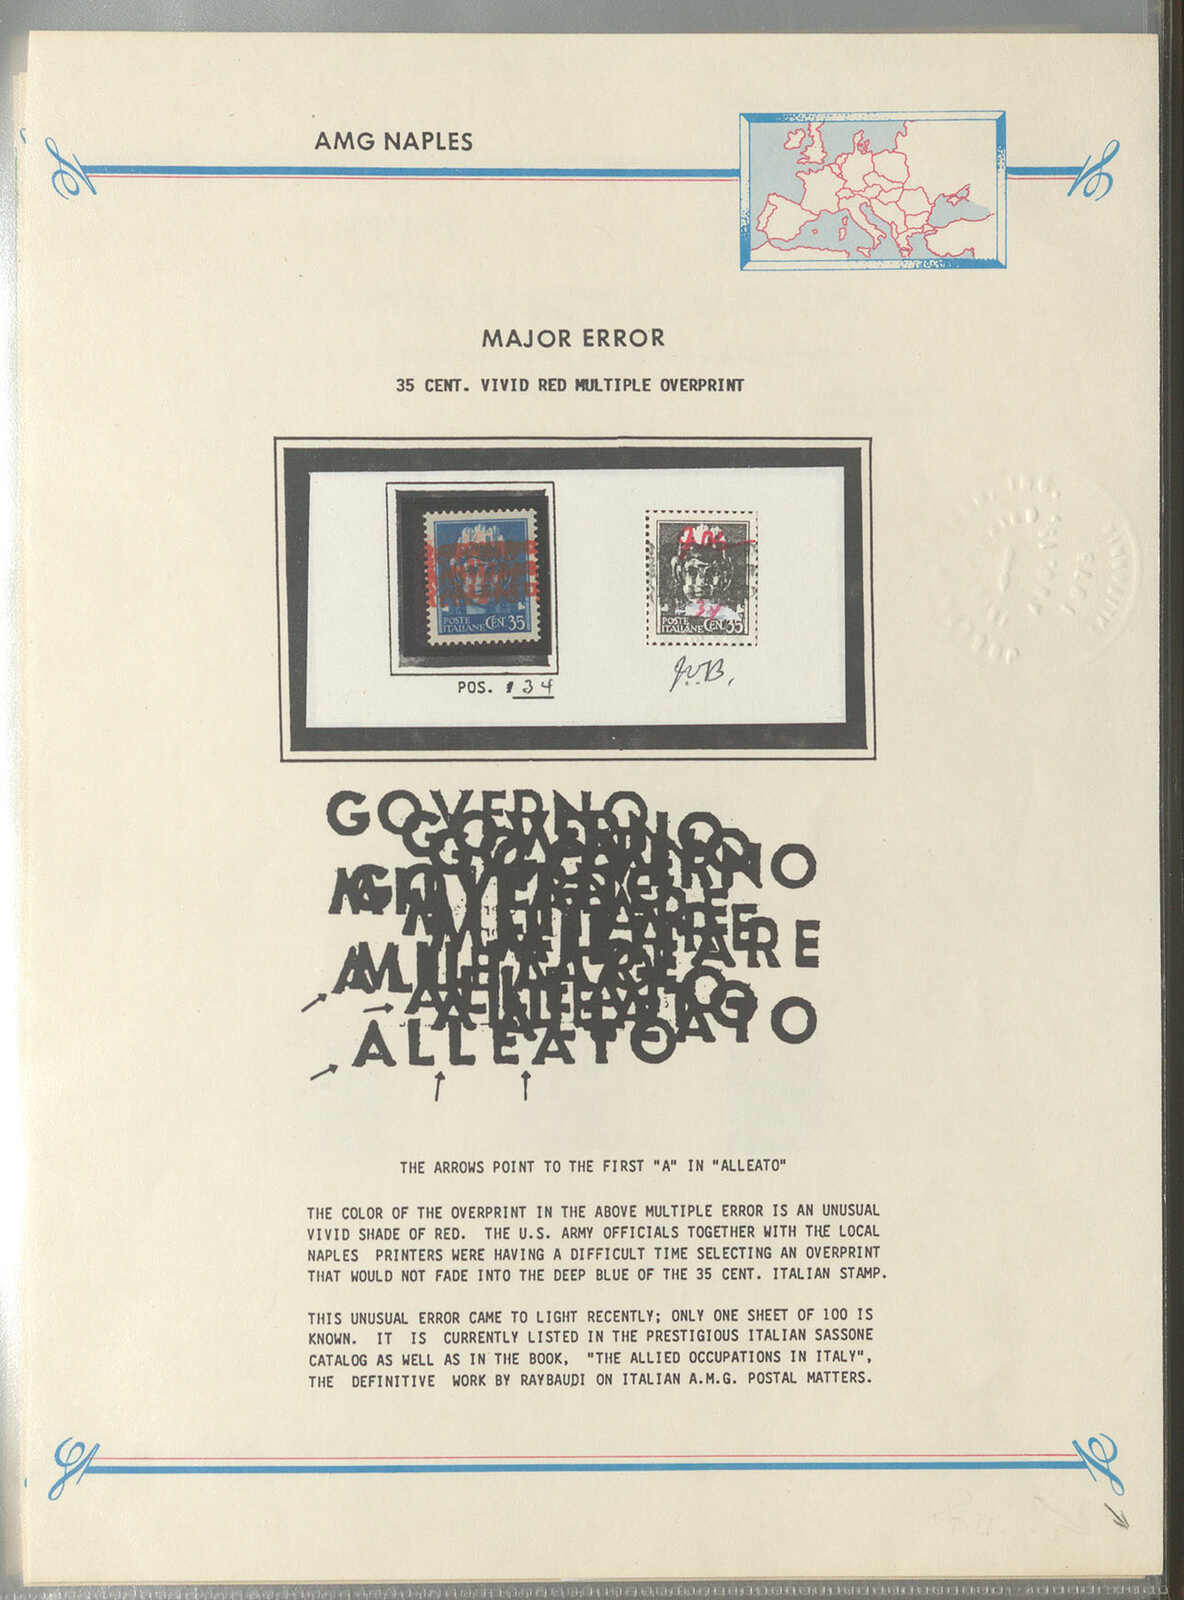 AMG NAPLES
MAJOR ERROR
35 CENT. VIVID RED MULTIPLE OVERPRINT
POSTE
ITALIANE CEN. 35
POSTE
ITALIANE CEN. 35
34
POS. 34
J.V.B.
GOVERNO
ALLEATO
THE ARROWS POINT TO THE FIRST "A" IN "ALLEATO"
THE COLOR OF THE OVERPRINT IN THE ABOVE MULTIPLE ERROR IS AN UNUSUAL
VIVID SHADE OF RED. THE U.S. ARMY OFFICIALS TOGETHER WITH THE LOCAL
NAPLES PRINTERS WERE HAVING A DIFFICULT TIME SELECTING AN OVERPRINT
THAT WOULD NOT FADE INTO THE DEEP BLUE OF THE 35 CENT. ITALIAN STAMP.
THIS UNUSUAL ERROR CAME TO LIGHT RECENTLY; ONLY ONE SHEET OF 100 IS
KNOWN. IT IS CURRENTLY LISTED IN THE PRESTIGIOUS ITALIAN SASSONE
CATALOG AS WELL AS IN THE BOOK, "THE ALLIED OCCUPATIONS IN ITALY",
THE DEFINITIVE WORK BY RAYBAUDI ON ITALIAN A.M.G. POSTAL MATTERS.